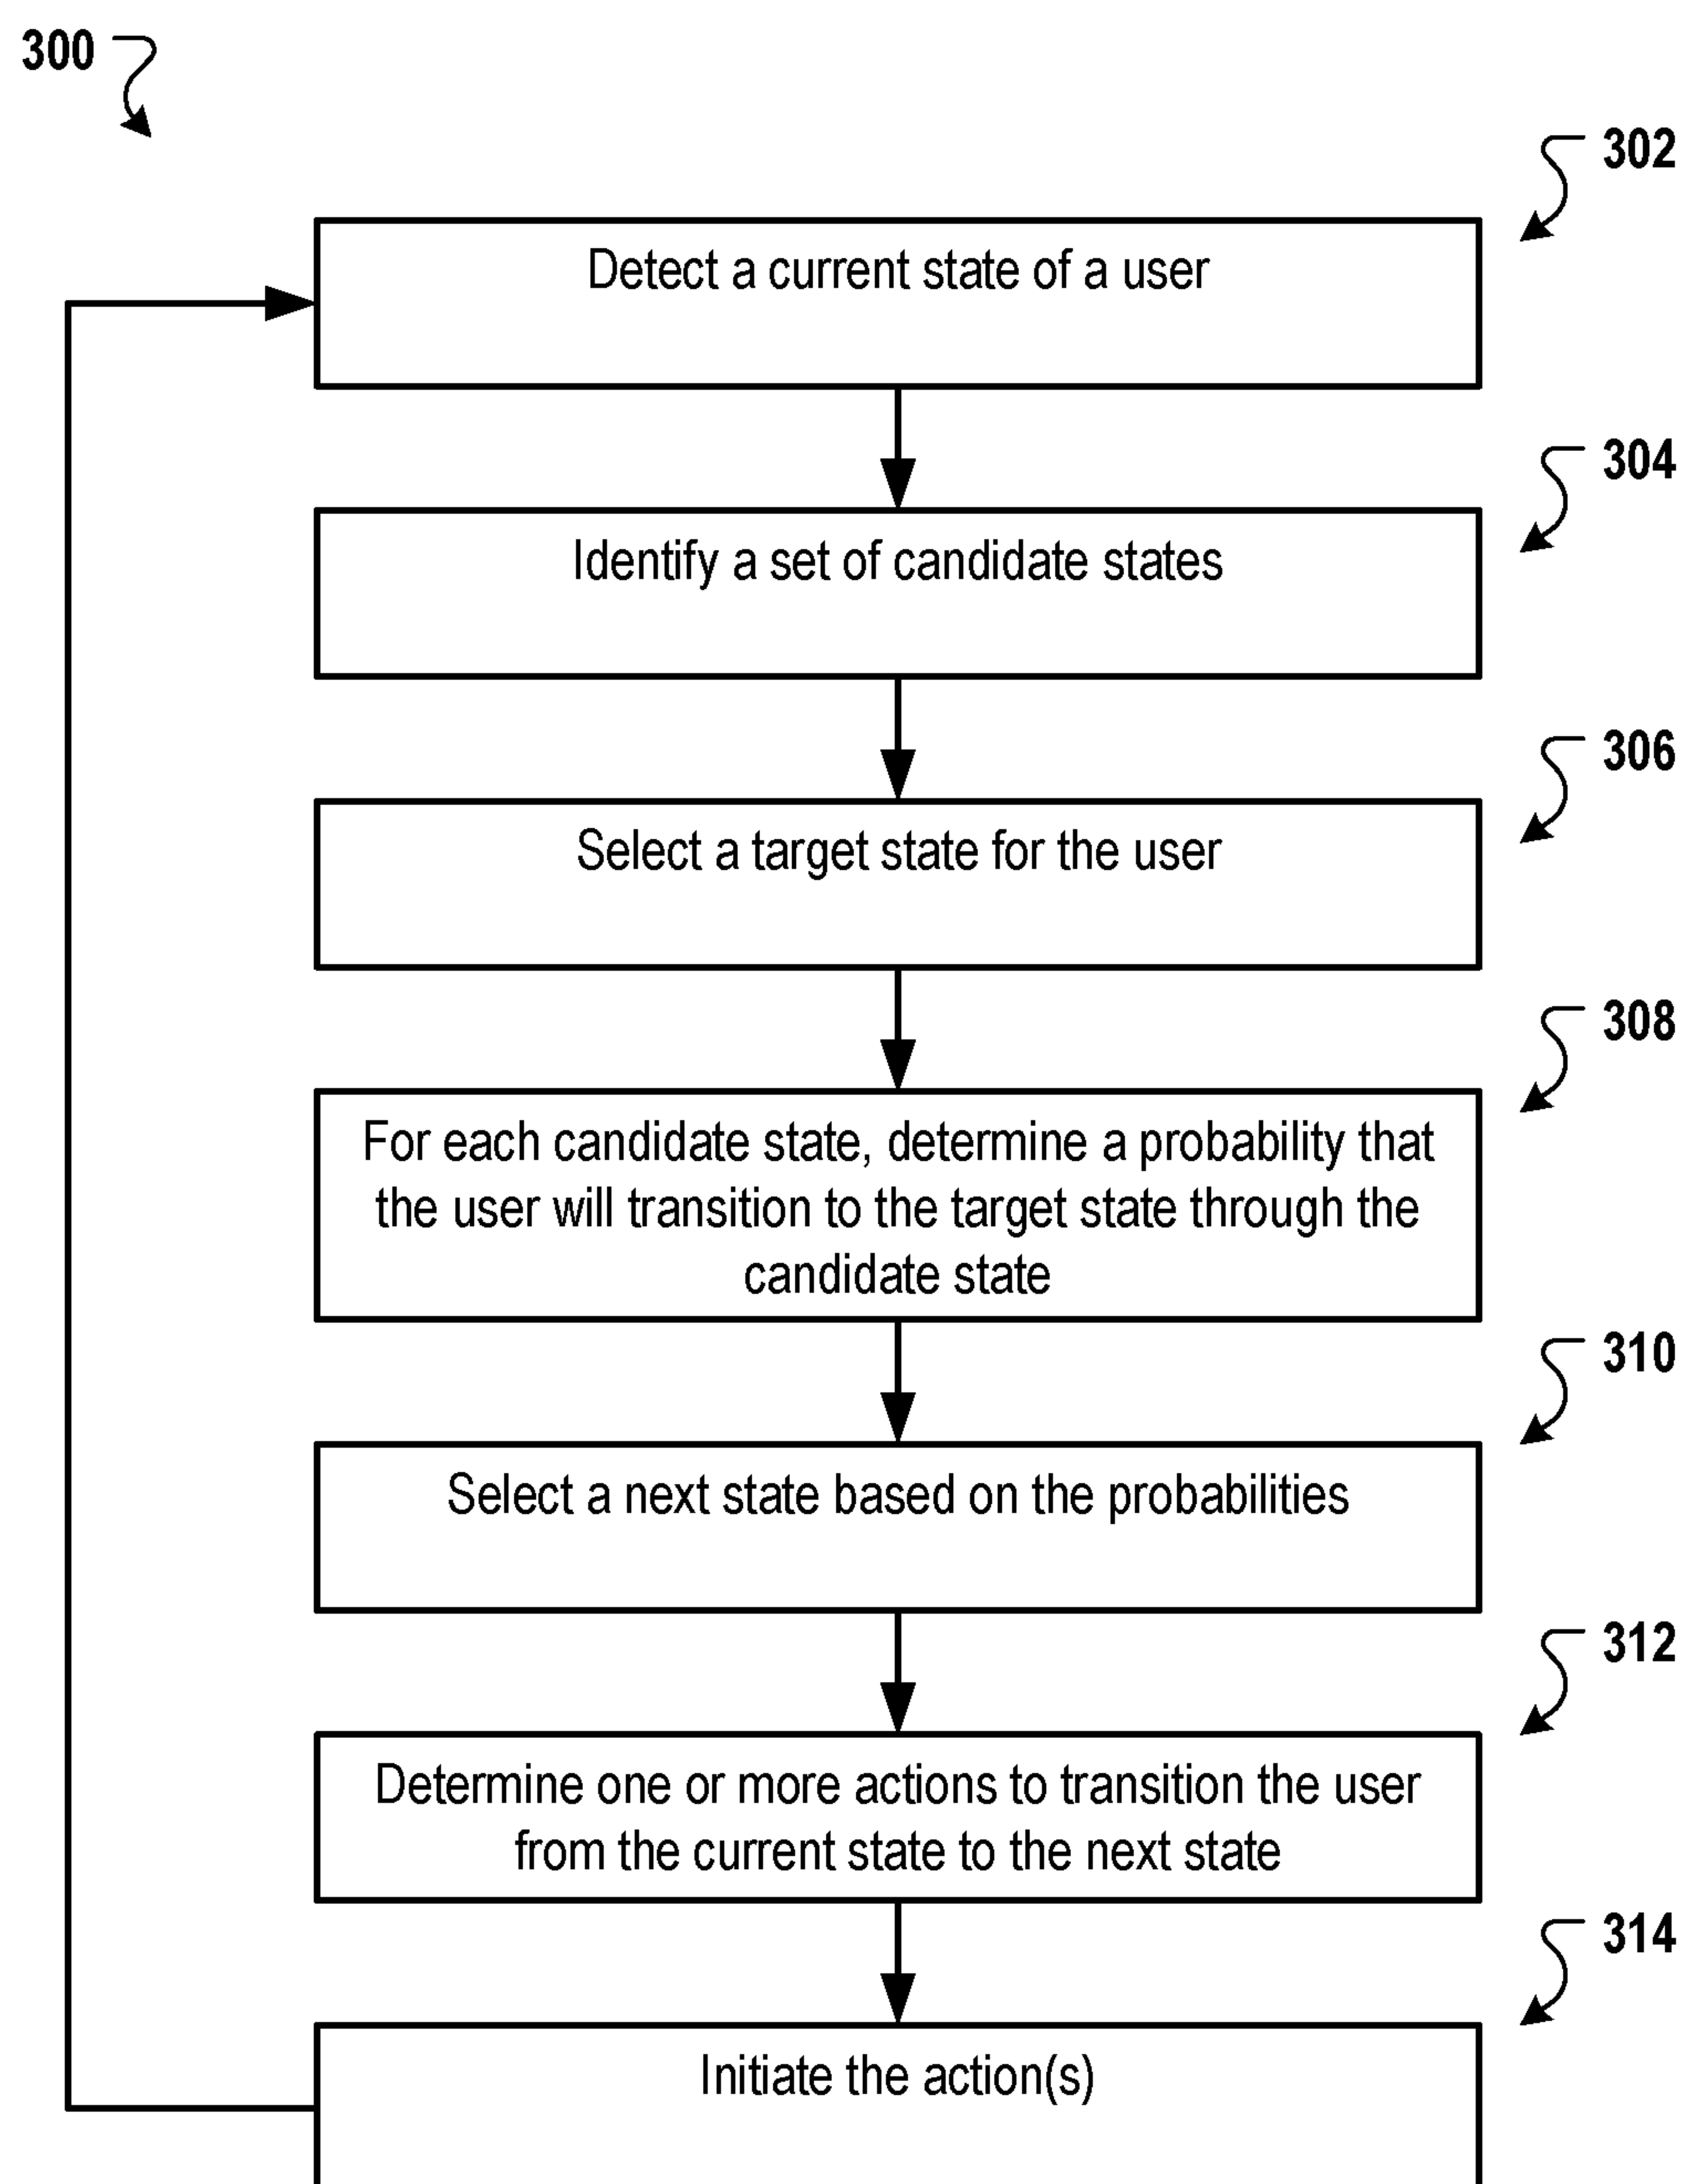 300
302
Detect a current state of a user
304
Identify a set of candidate states
306
Select a target state for the user
308
For each candidate state, determine a probability that
the user will transition to the target state through the
candidate state
310
Select a next state based on the probabilities
312
Determine one or more actions to transition the user
from the current state to the next state
314
Initiate the action(s)